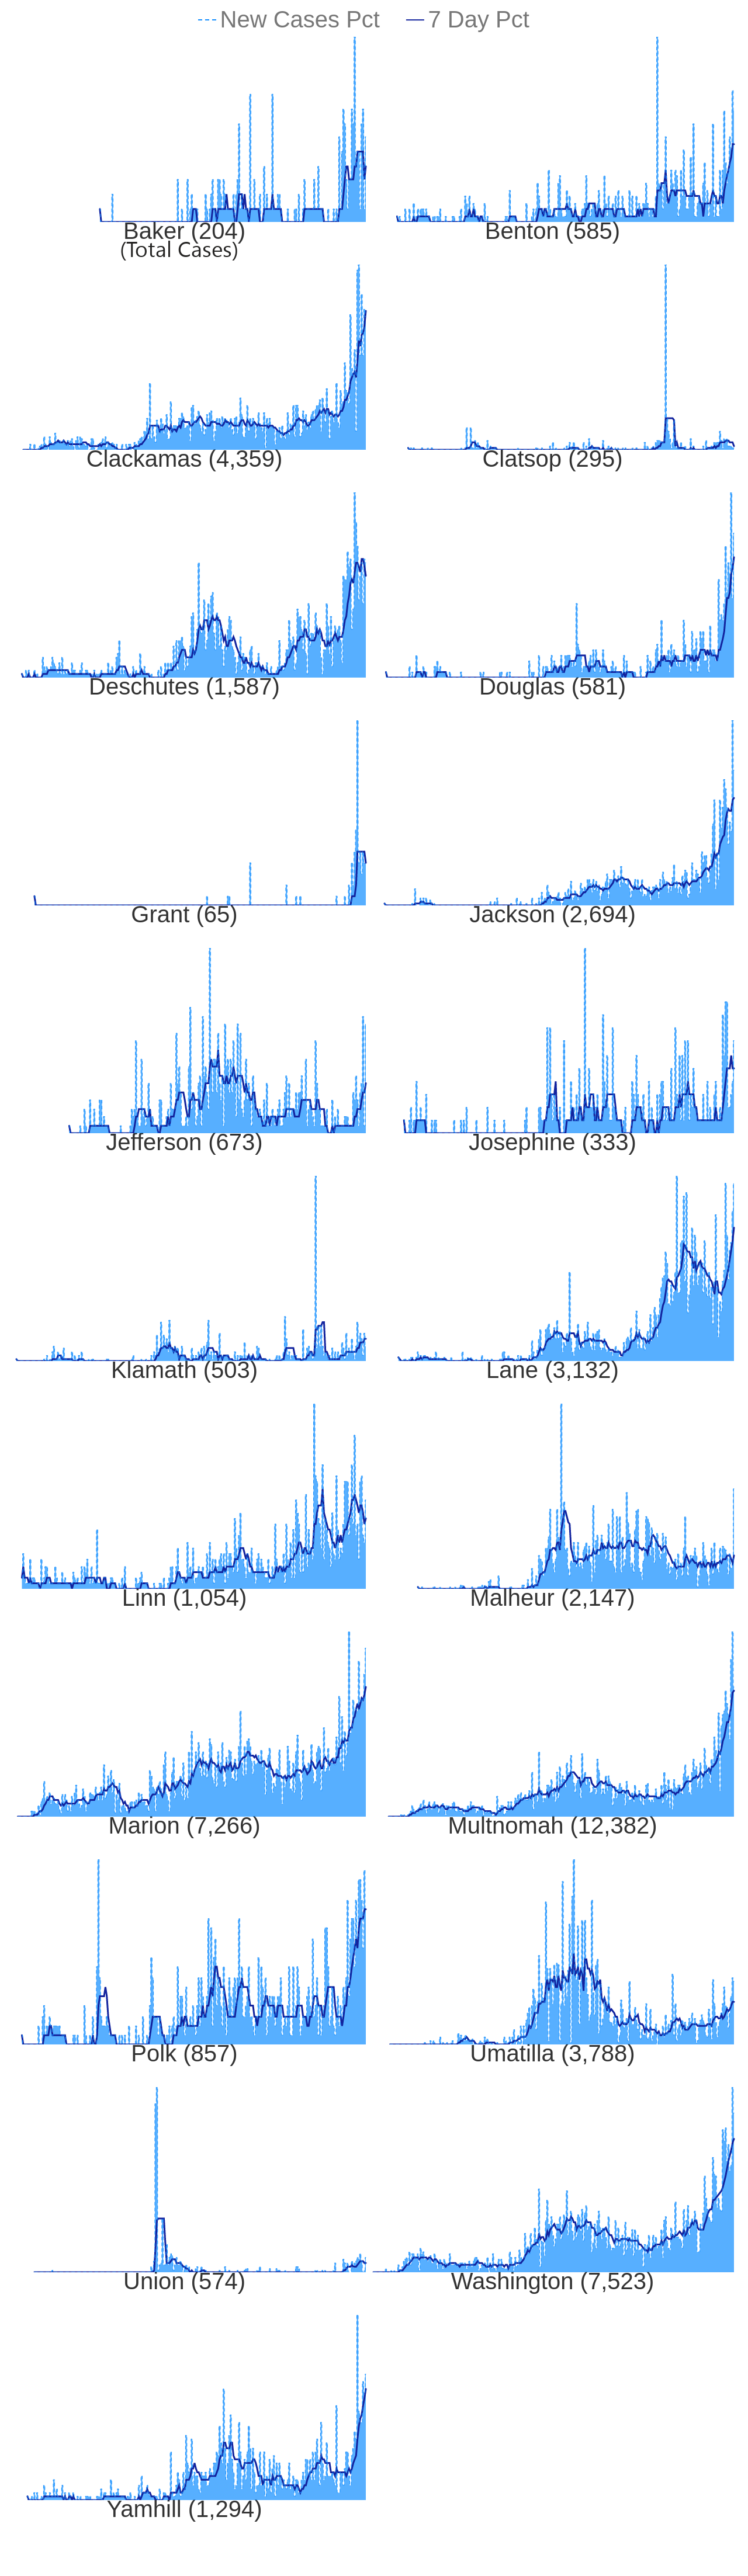 New Cases Pct 7 Day Pct
Baker (204) Benton (585)
(Total Cases)
Clackamas (4,359) Clatsop (295)
Deschutes (1,587) Douglas (581)
Grant (65) Jackson (2,694)
Jefferson (673) Josephine (333)
Klamath (503) Lane (3,132)
Linn (1,054) Malheur (2,147)
Marion (7,266) Multnomah (12,382)
Polk (857) Umatilla (3,788)
Union (574) Washington (7,523)
Yamhill (1,294)